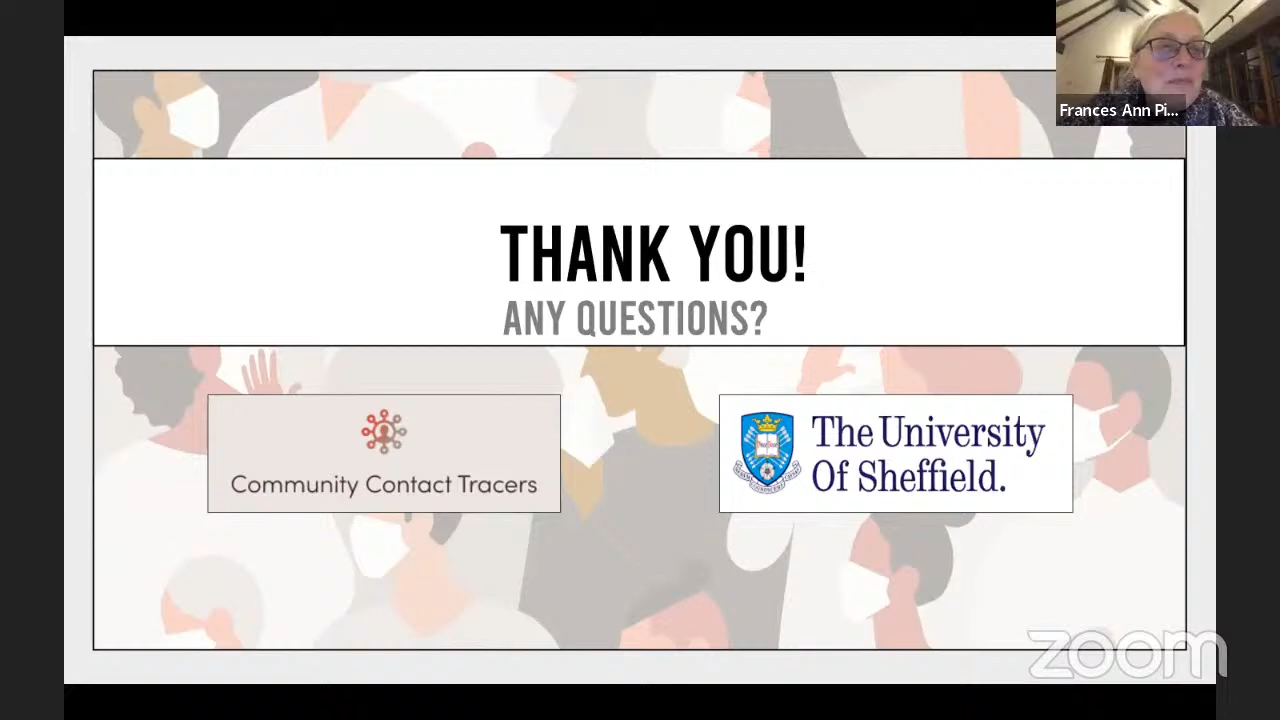 Frances Ann Pi...
THANK YOU!
ANY QUESTIONS?
Community Contact Tracers
The University
Of Sheffield.
zoom